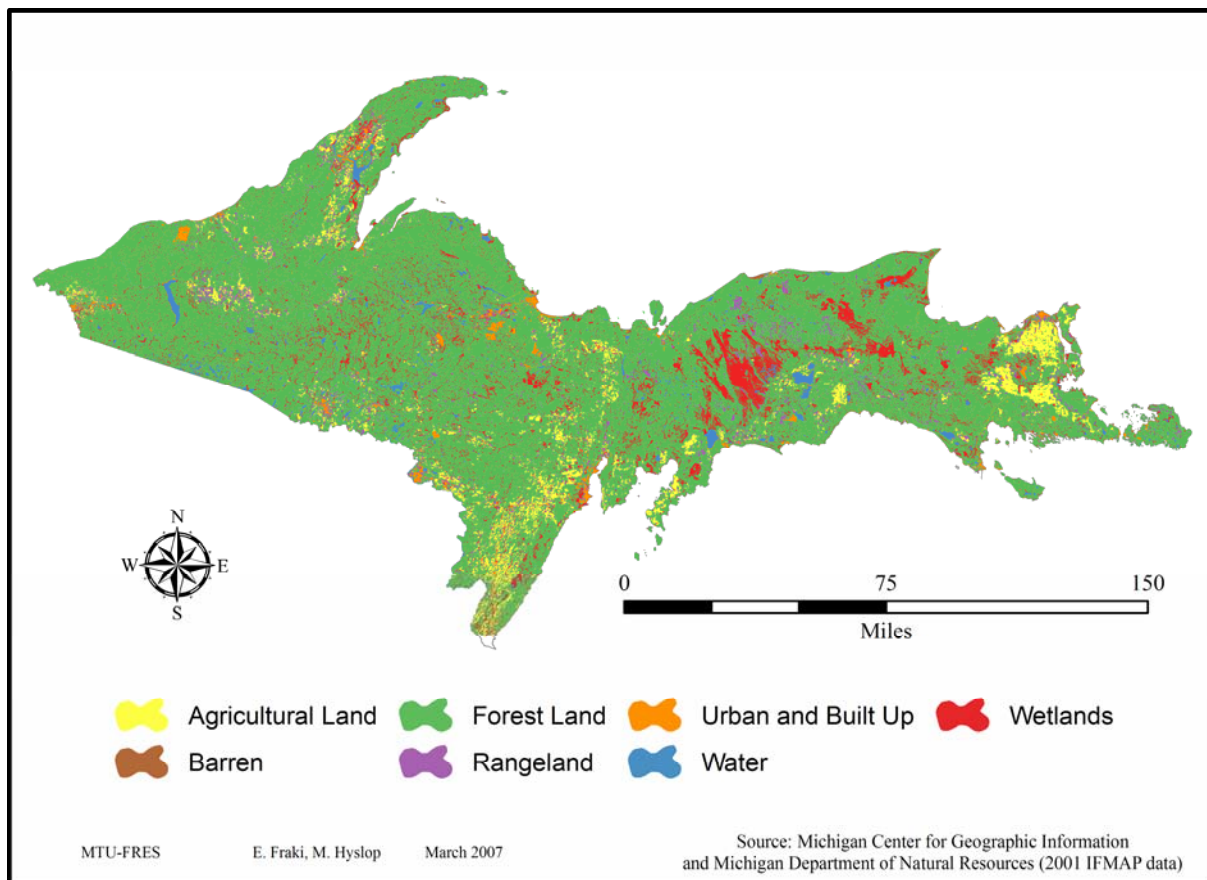 N
W E
S
0 75 150
Miles
Agricultural Land Forest Land Urban and Built Up Wetlands
Barren Rangeland Water
MTU-FRES E. Fraki, M. Hyslop March 2007
Source: Michigan Center for Geographic Information
and Michigan Department of Natural Resources (2001 IFMAP data)